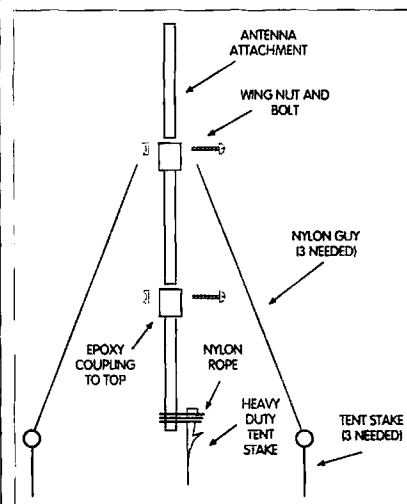 ANTENNA
ATTACHMENT
WING NUT AND
BOLT
NYLON GUY
(3 NEEDED)
EPOXY
COUPLING
TO TOP
NYLON
ROPE
HEAVY
DUTY
TENT
STAKE
TENT STAKE
(3 NEEDED)